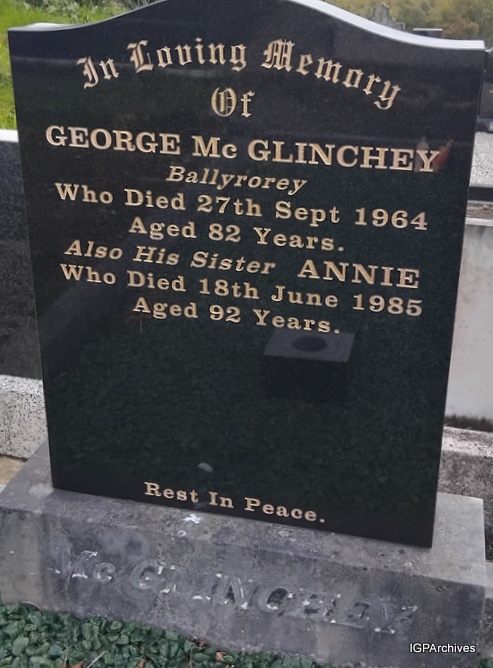 In Loving Memory
Of
GEORGE Mc GLINCHEY
Ballyrorey
Who Died 27th Sept 1964
Aged 82 Years.
Also His Sister ANNIE
Who Died 18th June 1985
Aged 92 Years.
Rest In Peace.
McGLINCHEY
IGPArchives